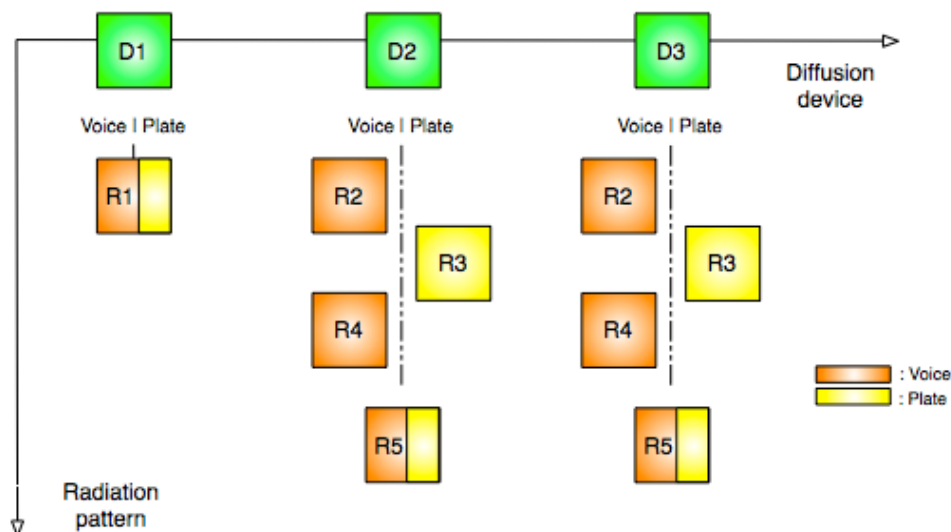 D1
D2
D3
Diffusion
device
Voice | Plate
Voice | Plate
Voice | Plate
R1
R2
R2
R3
R3
R4
R4
: Voice
: Plate
R5
R5
Radiation
pattern